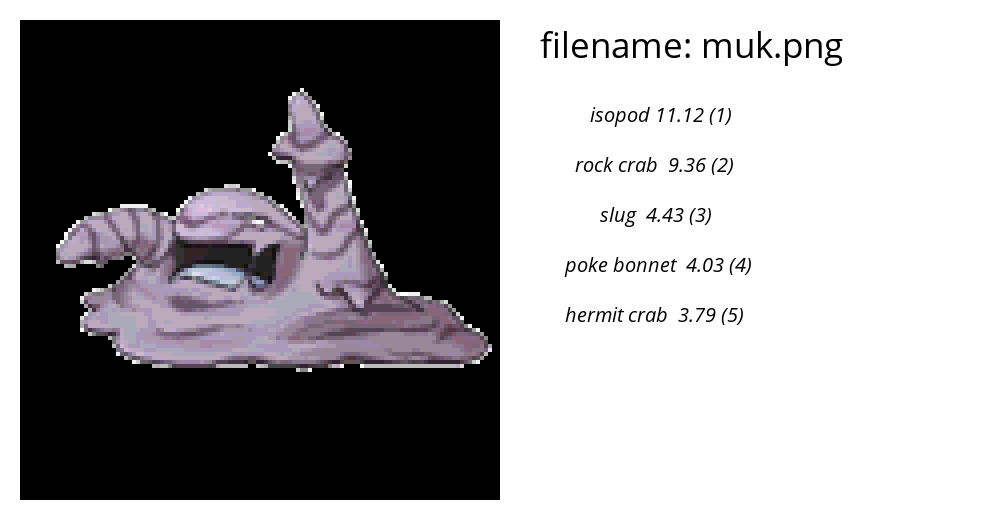 filename: muk.png
isopod 11.12 (1)
rock crab 9.36 (2)
slug 4.43 (3)
poke bonnet 4.03 (4)
hermit crab 3.79 (5)